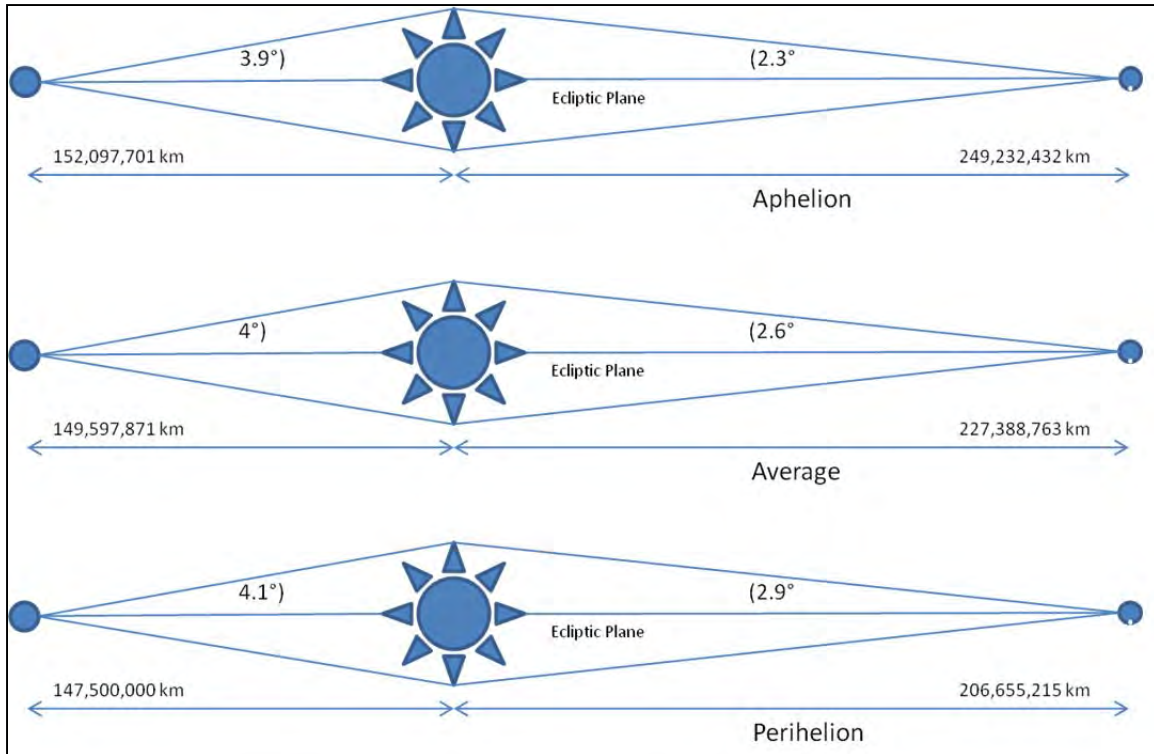 3.9°)
(2.3°
Ecliptic Plane
152,097,701 km
249,232,432 km
Aphelion
4°)
(2.6°
Ecliptic Plane
149,597,871 km
227,388,763 km
Average
4.1°)
(2.9°
Ecliptic Plane
147,500,000 km
206,655,215 km
Perihelion